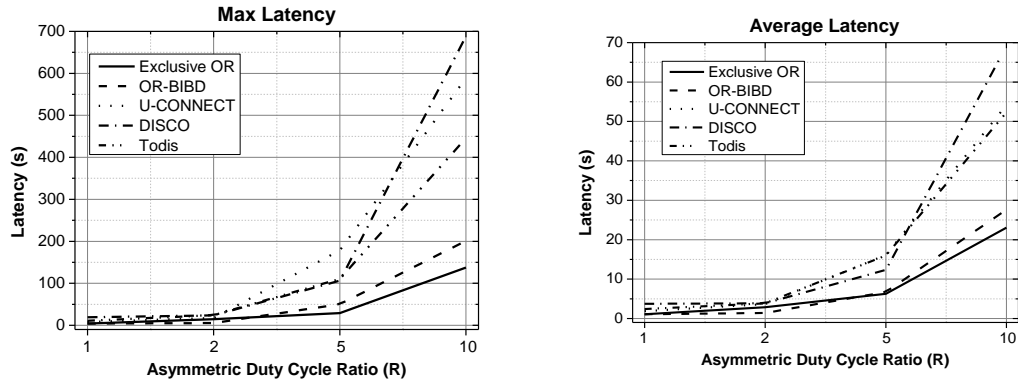 Max Latency
700
600
500
400
300
200
100
0
Latency (s)
Exclusive OR
OR-BIBD
U-CONNECT
DISCO
Todis
1
2
5
10
Asymmetric Duty Cycle Ratio (R)
Average Latency
70
60
50
40
30
20
10
0
Latency (s)
Exclusive OR
OR-BIBD
U-CONNECT
DISCO
Todis
1
2
5
10
Asymmetric Duty Cycle Ratio (R)